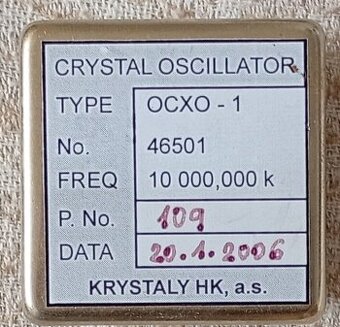 CRYSTAL OSCILLATOR
TYPE OCXO - 1
No. 46501
FREQ 10 000,000 k
P. No. 109
DATA 20.1.2006
KRYSTALY HK, a.s.